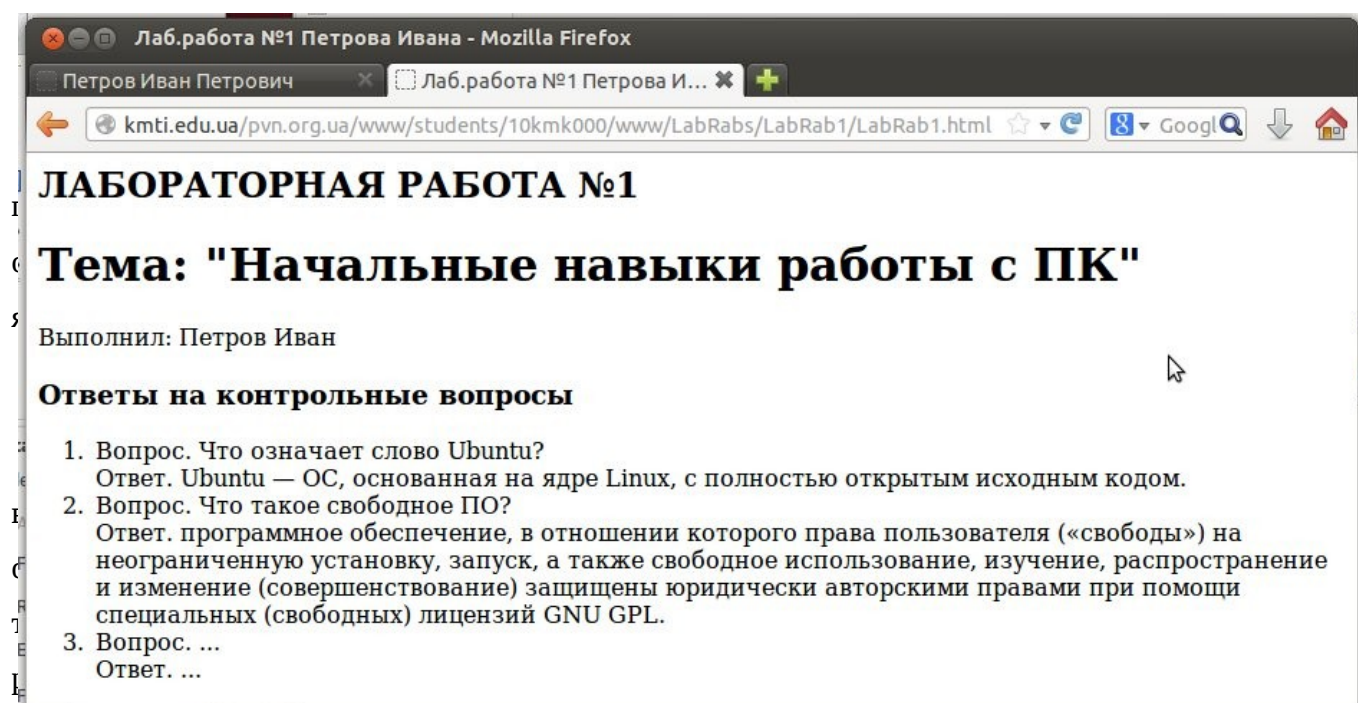 Лаб.работа №1 Петрова Ивана - Mozilla Firefox
Петров Иван Петрович
Лаб.работа №1 Петрова И...
kmti.edu.ua/pvn.org.ua/www/students/10kmk000/www/LabRabs/LabRab1/LabRab1.html
Googl
ЛАБОРАТОРНАЯ РАБОТА №1
Тема: "Начальные навыки работы с ПК"
Выполнил: Петров Иван
Ответы на контрольные вопросы
1. Вопрос. Что означает слово Ubuntu?
Ответ. Ubuntu — ОС, основанная на ядре Linux, с полностью открытым исходным кодом.
2. Вопрос. Что такое свободное ПО?
Ответ. программное обеспечение, в отношении которого права пользователя («свободы») на
неограниченную установку, запуск, а также свободное использование, изучение, распространение
и изменение (совершенствование) защищены юридически авторскими правами при помощи
специальных (свободных) лицензий GNU GPL.
3. Вопрос. ...
Ответ. ...